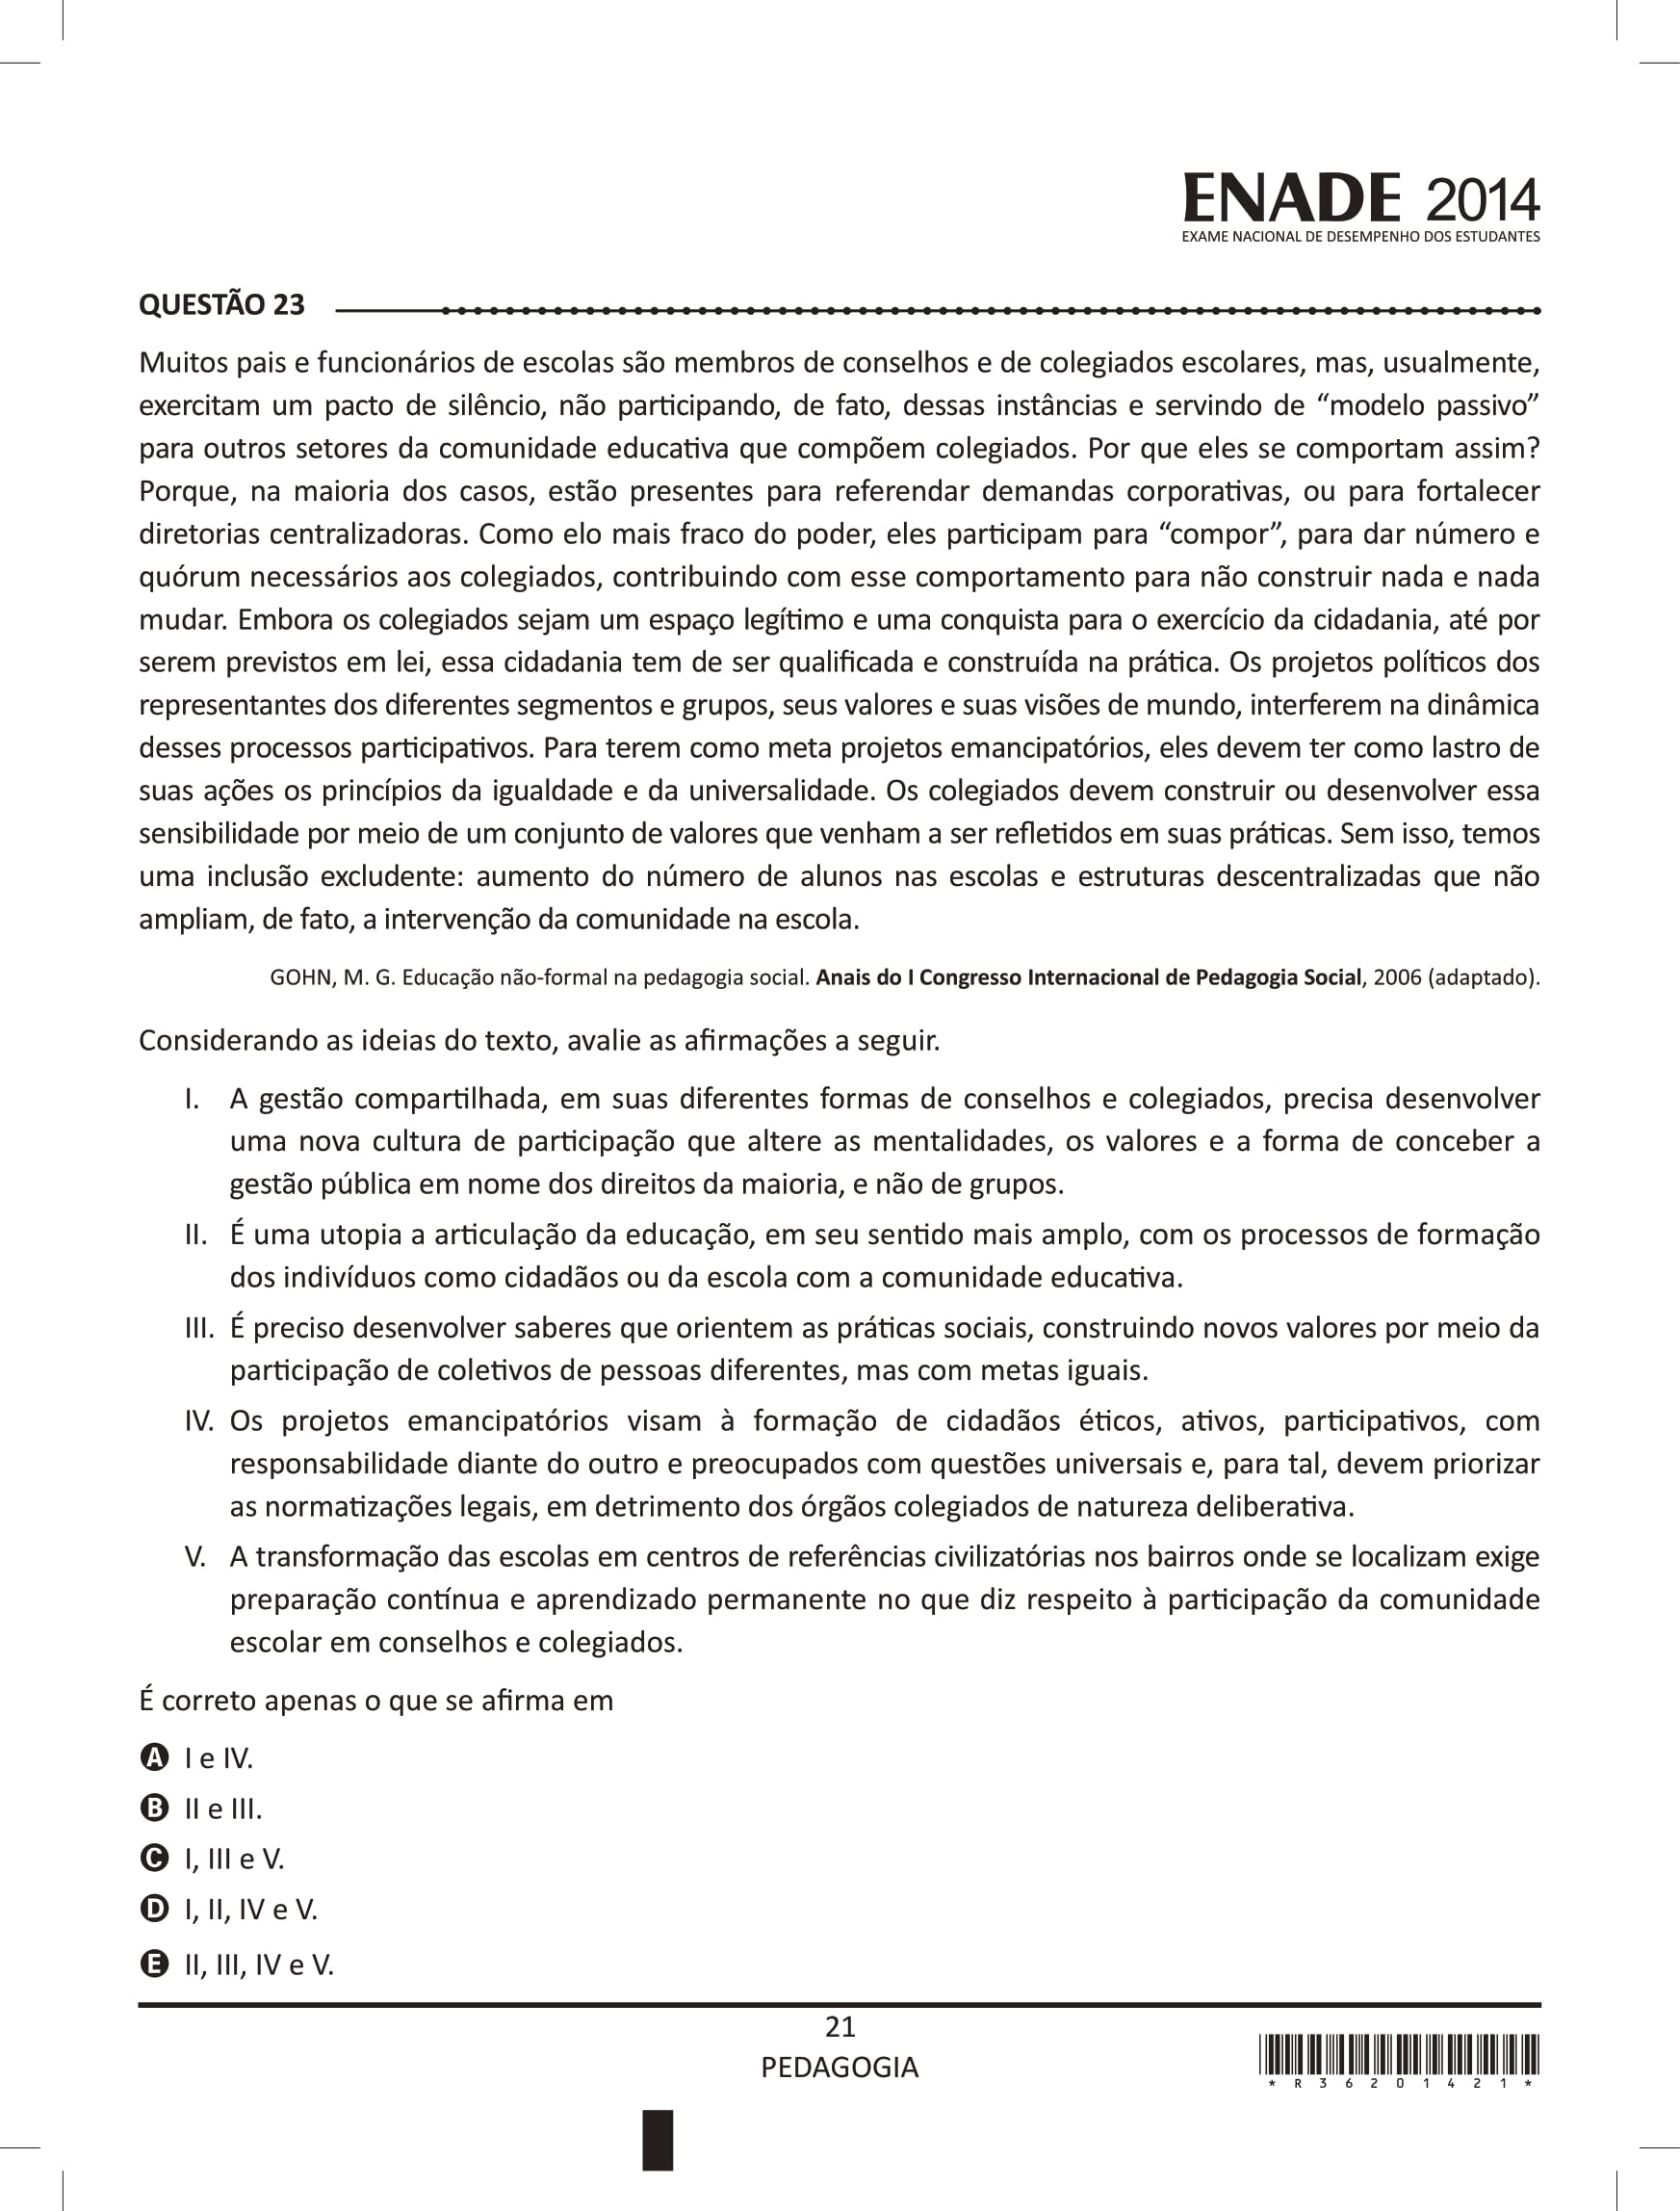 ENADE 2014
EXAME NACIONAL DE DESEMPENHO DOS ESTUDANTES
QUESTÃO 23
Muitos pais e funcionários de escolas são membros de conselhos e de colegiados escolares, mas, usualmente,
exercitam um pacto de silêncio, não participando, de fato, dessas instâncias e servindo de “modelo passivo”
para outros setores da comunidade educativa que compõem colegiados. Por que eles se comportam assim?
Porque, na maioria dos casos, estão presentes para referendar demandas corporativas, ou para fortalecer
diretorias centralizadoras. Como elo mais fraco do poder, eles participam para “compor”, para dar número e
quórum necessários aos colegiados, contribuindo com esse comportamento para não construir nada e nada
mudar. Embora os colegiados sejam um espaço legítimo e uma conquista para o exercício da cidadania, até por
serem previstos em lei, essa cidadania tem de ser qualificada e construída na prática. Os projetos políticos dos
representantes dos diferentes segmentos e grupos, seus valores e suas visões de mundo, interferem na dinâmica
desses processos participativos. Para terem como meta projetos emancipatórios, eles devem ter como lastro de
suas ações os princípios da igualdade e da universalidade. Os colegiados devem construir ou desenvolver essa
sensibilidade por meio de um conjunto de valores que venham a ser refletidos em suas práticas. Sem isso, temos
uma inclusão excludente: aumento do número de alunos nas escolas e estruturas descentralizadas que não
ampliam, de fato, a intervenção da comunidade na escola.
GOHN, M. G. Educação não-formal na pedagogia social. Anais do I Congresso Internacional de Pedagogia Social, 2006 (adaptado).
Considerando as ideias do texto, avalie as afirmações a seguir.
I. A gestão compartilhada, em suas diferentes formas de conselhos e colegiados, precisa desenvolver
uma nova cultura de participação que altere as mentalidades, os valores e a forma de conceber a
gestão pública em nome dos direitos da maioria, e não de grupos.
II. É uma utopia a articulação da educação, em seu sentido mais amplo, com os processos de formação
dos indivíduos como cidadãos ou da escola com a comunidade educativa.
III. É preciso desenvolver saberes que orientem as práticas sociais, construindo novos valores por meio da
participação de coletivos de pessoas diferentes, mas com metas iguais.
IV. Os projetos emancipatórios visam à formação de cidadãos éticos, ativos, participativos, com
responsabilidade diante do outro e preocupados com questões universais e, para tal, devem priorizar
as normatizações legais, em detrimento dos órgãos colegiados de natureza deliberativa.
V. A transformação das escolas em centros de referências civilizatórias nos bairros onde se localizam exige
preparação contínua e aprendizado permanente no que diz respeito à participação da comunidade
escolar em conselhos e colegiados.
É correto apenas o que se afirma em
A I e IV.
B II e III.
C I, III e V.
D I, II, IV e V.
E II, III, IV e V.
21
PEDAGOGIA
* R 3 6 2 0 1 4 2 1 *